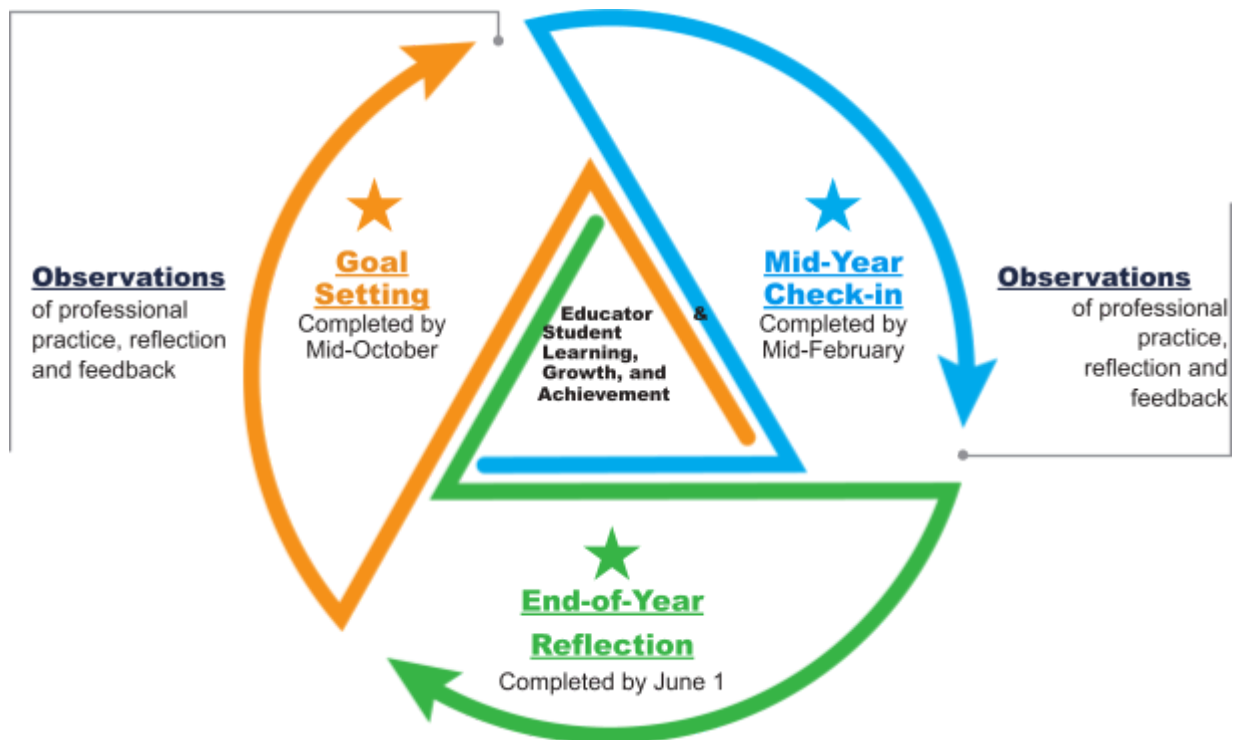 Observations
of professional
practice, reflection
and feedback
Goal
Setting
Completed by
Mid-October
Educator &
Student
Learning,
Growth, and
Achievement
Mid-Year
Check-in
Completed by
Mid-February
Observations
of professional
practice,
reflection and
feedback
End-of-Year
Reflection
Completed by June 1